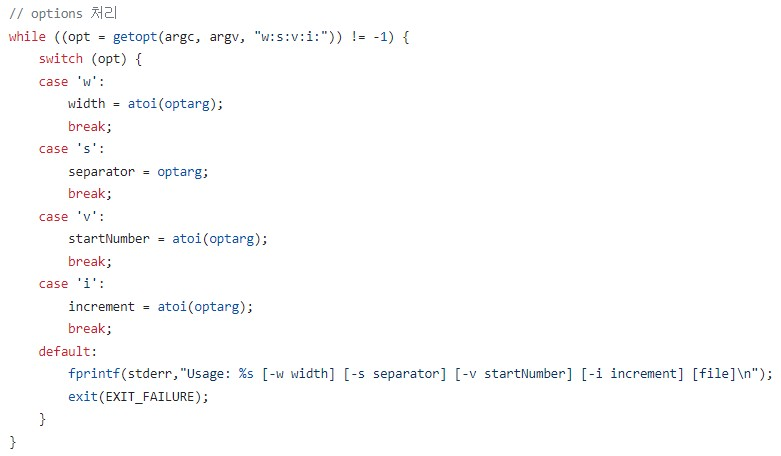 // options 처리
while ((opt = getopt(argc, argv, "w:s:v:i:")) != -1) {
    switch (opt) {
    case 'w':
        width = atoi(optarg);
        break;
    case 's':
        separator = optarg;
        break;
    case 'v':
        startNumber = atoi(optarg);
        break;
    case 'i':
        increment = atoi(optarg);
        break;
    default:
        fprintf(stderr,"Usage: %s [-w width] [-s separator] [-v startNumber] [-i increment] [file]\n");
        exit(EXIT_FAILURE);
    }
}